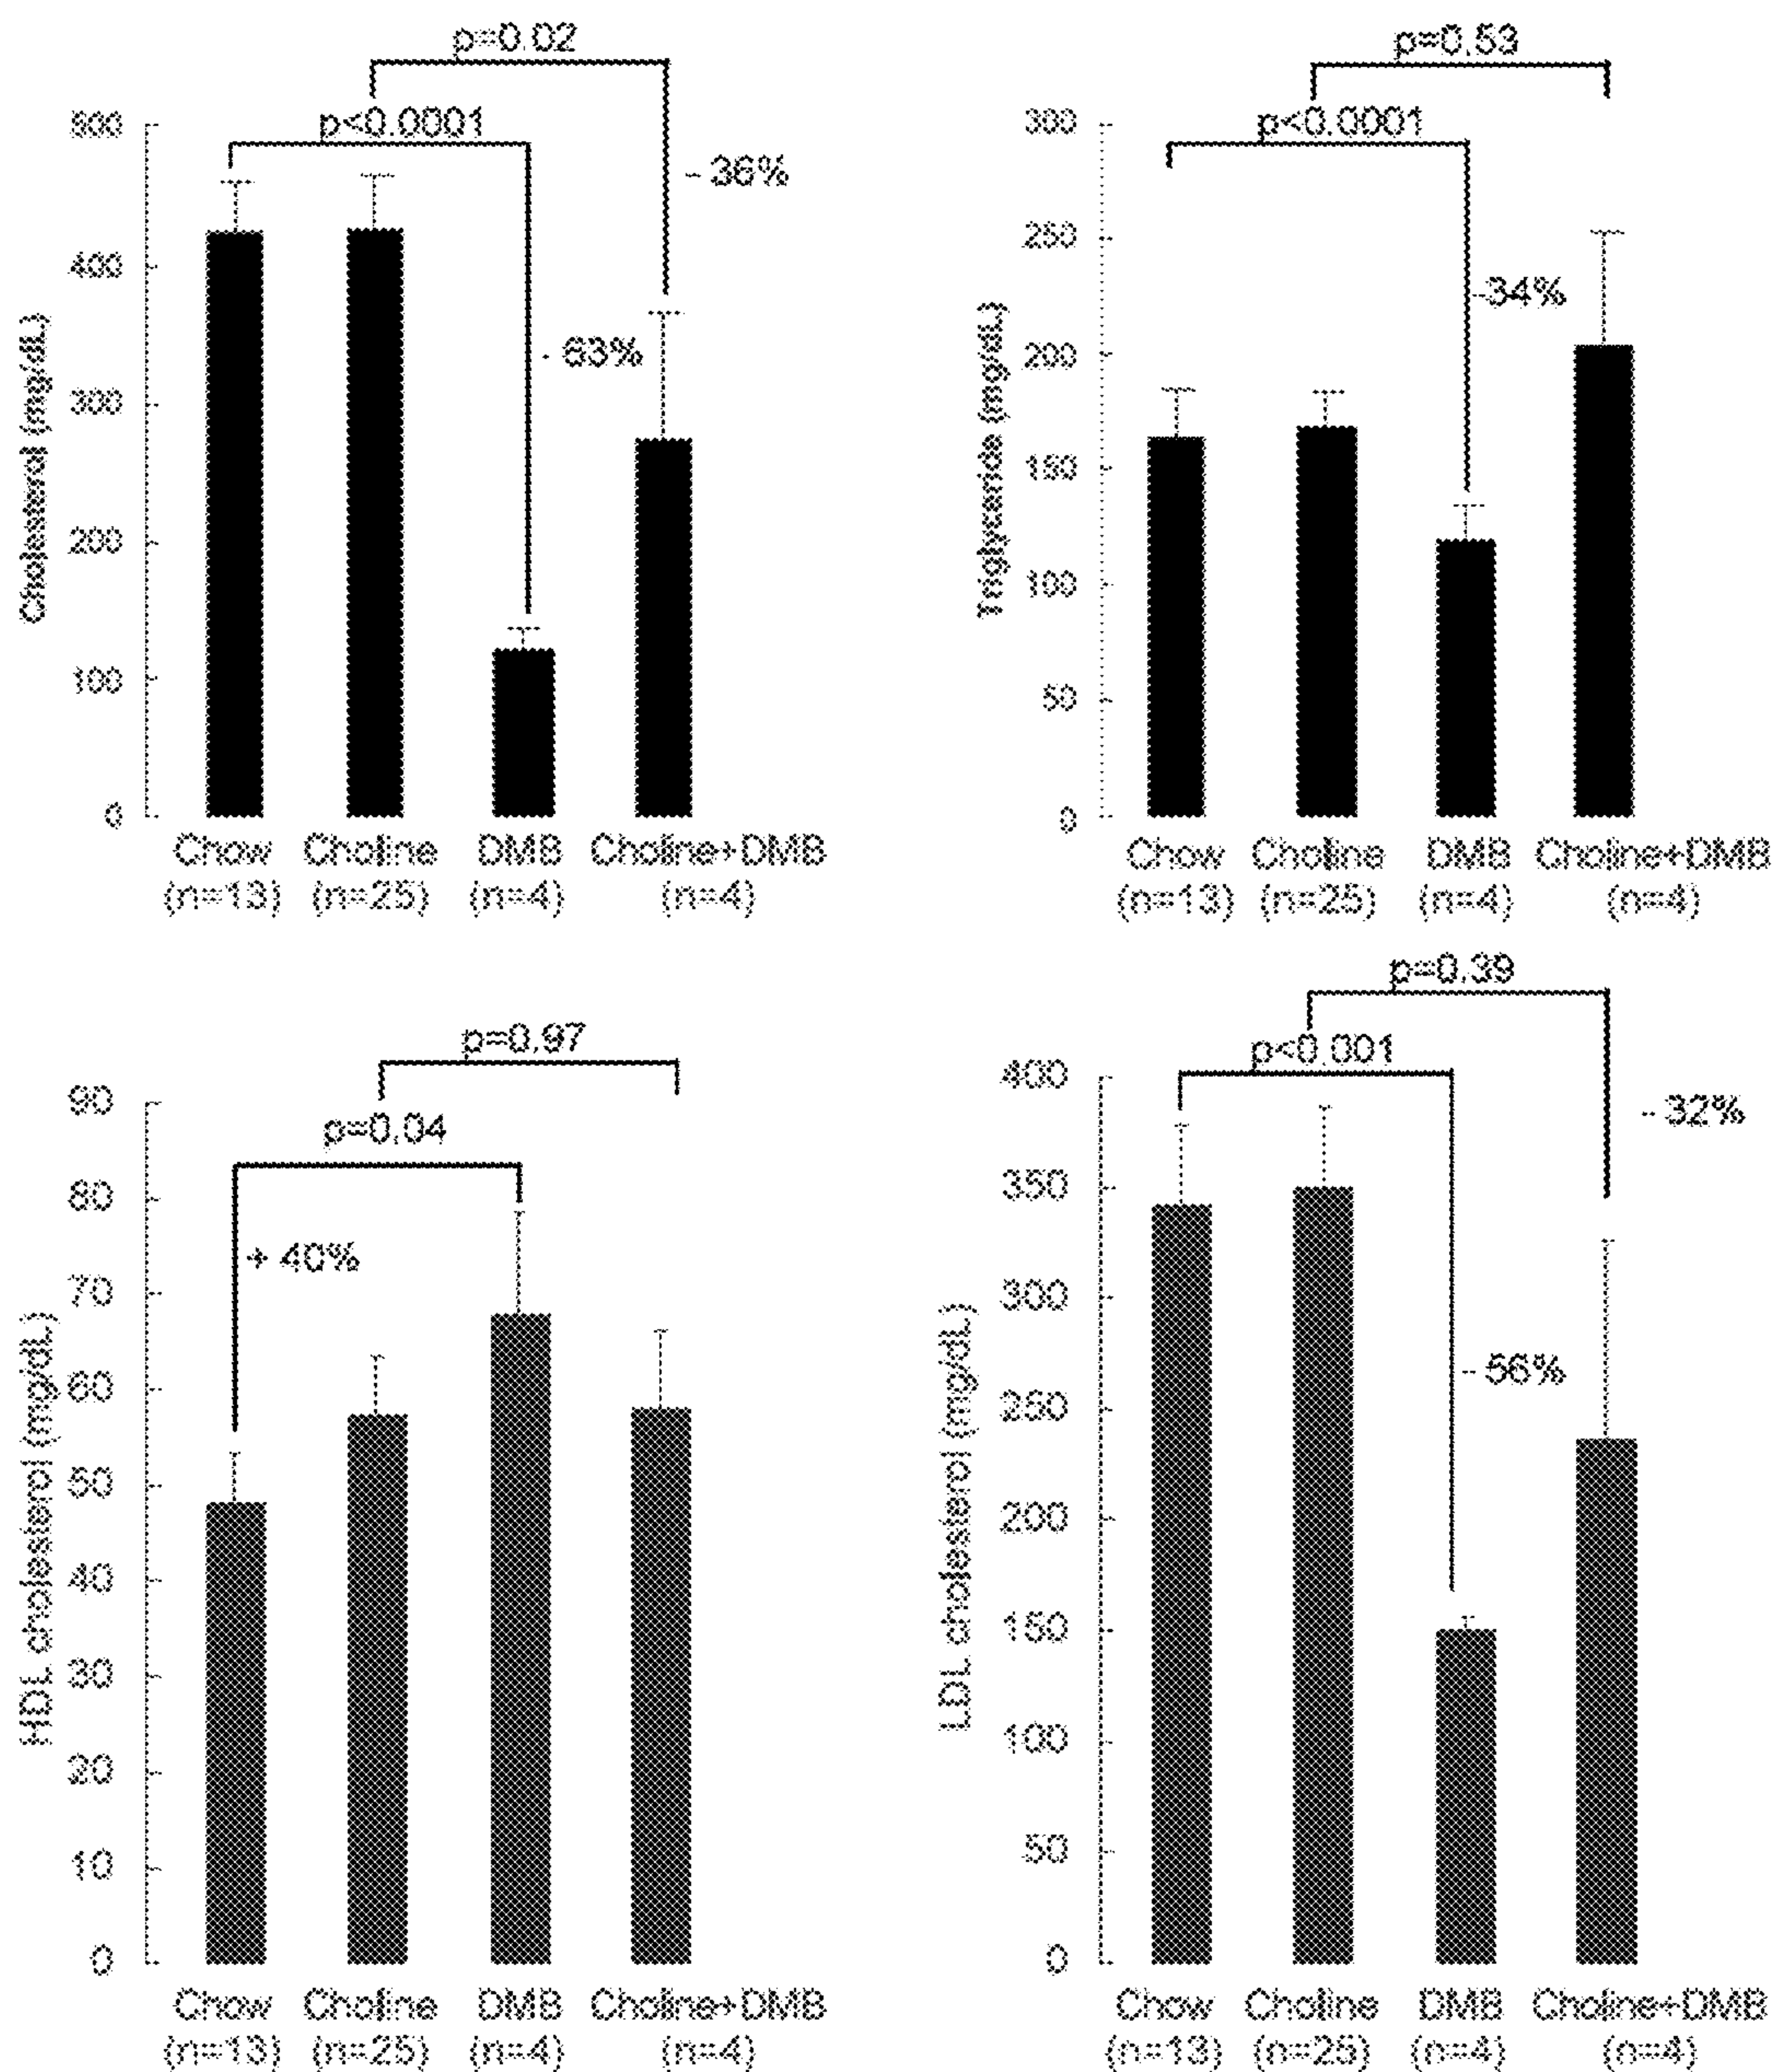 p=0.02
p<0.0001
- 36%
- 63%
Cholesterol (mg/dL)
500
400
300
200
100
0
Chow Choline DMB Choline+DMB
(n=13) (n=25) (n=4) (n=4)
p=0.53
p<0.0001
-34%
Triglyceride (mg/dL)
300
250
200
150
100
50
0
Chow Choline DMB Choline+DMB
(n=13) (n=25) (n=4) (n=4)
p=0.97
p=0.04
+ 40%
HDL cholesterol (mg/dL)
90
80
70
60
50
40
30
20
10
0
Chow Choline DMB Choline+DMB
(n=13) (n=25) (n=4) (n=4)
p=0.39
p<0.001
- 32%
- 56%
LDL cholesterol (mg/dL)
400
350
300
250
200
150
100
50
0
Chow Choline DMB Choline+DMB
(n=13) (n=25) (n=4) (n=4)